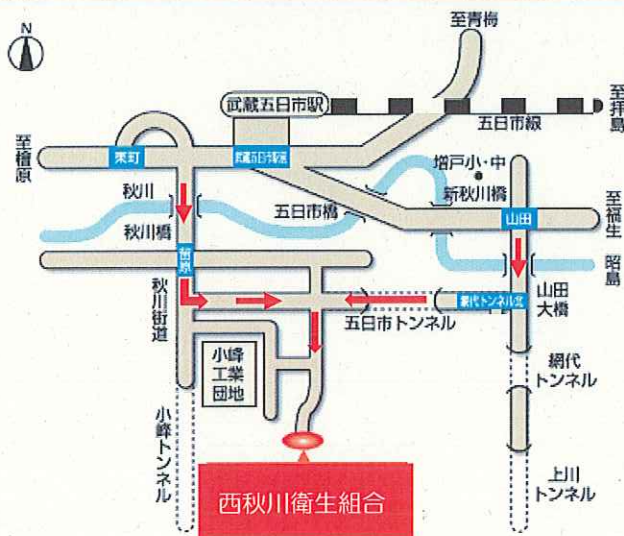 N
至青梅
武蔵五日市駅
至拝島
五日市線
至檜原
東町
武蔵五日市駅前
増戸小・中
新秋川橋
秋川
五日市橋
山田
至福生
秋川橋
昭島
秋川街道
網代トンネル北
山田
大橋
五日市トンネル
小峰
工業
団地
網代
トンネル
小峰トンネル
上川
トンネル
西秋川衛生組合